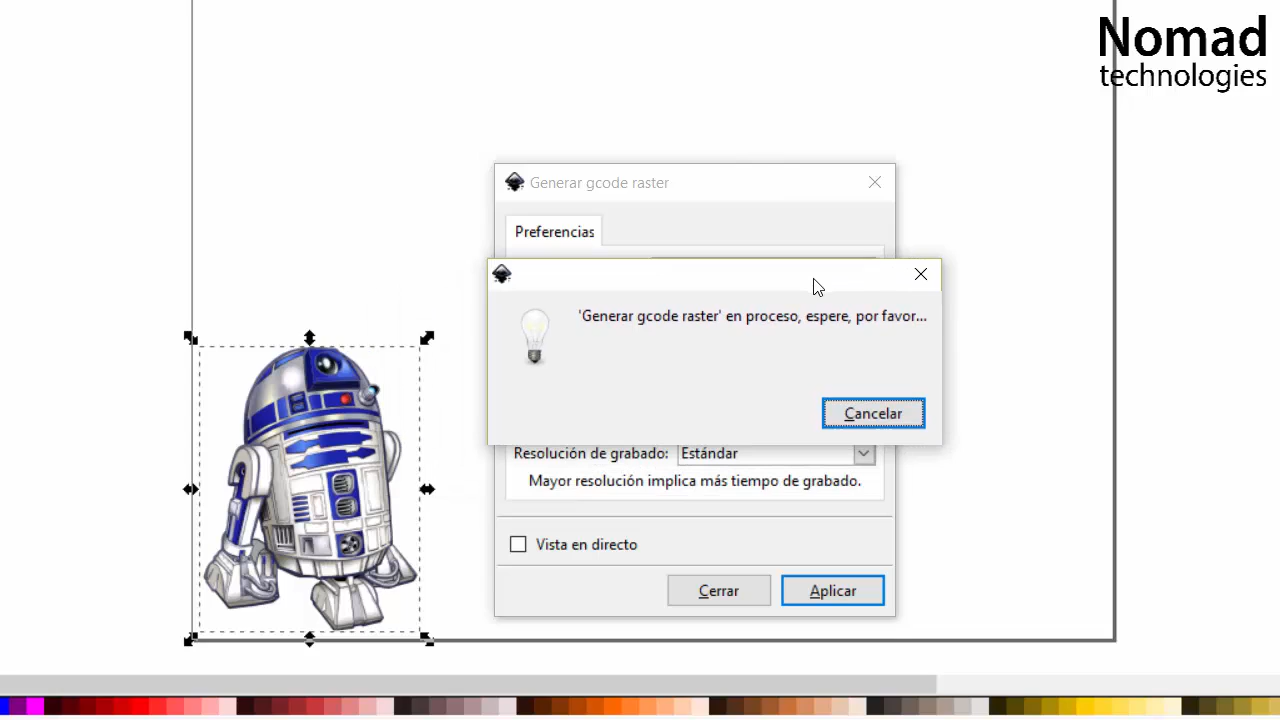 Nomad
technologies
Generar gcode raster
Preferencias
'Generar gcode raster' en proceso, espere, por favor...
Cancelar
Resolución de grabado: Estándar
Mayor resolución implica más tiempo de grabado.
Vista en directo
Cerrar Aplicar